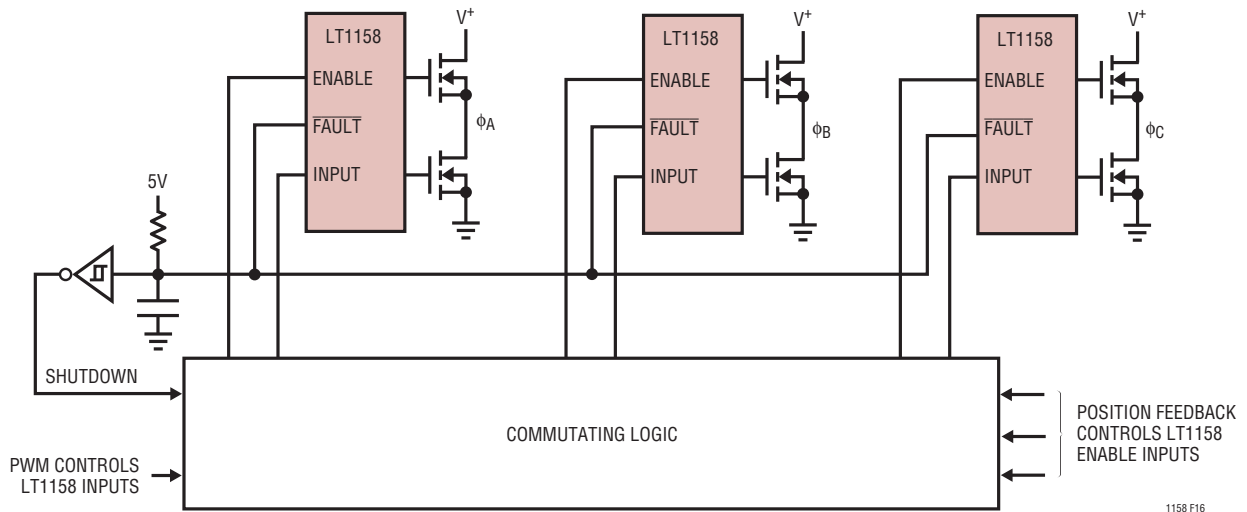 V+
LT1158
ENABLE
FAULT
INPUT
ϕA
V+
LT1158
ENABLE
FAULT
INPUT
ϕB
V+
LT1158
ENABLE
FAULT
INPUT
ϕC
5V
SHUTDOWN
COMMUTATING LOGIC
PWM CONTROLS
LT1158 INPUTS
POSITION FEEDBACK
CONTROLS LT1158
ENABLE INPUTS
1158 F16